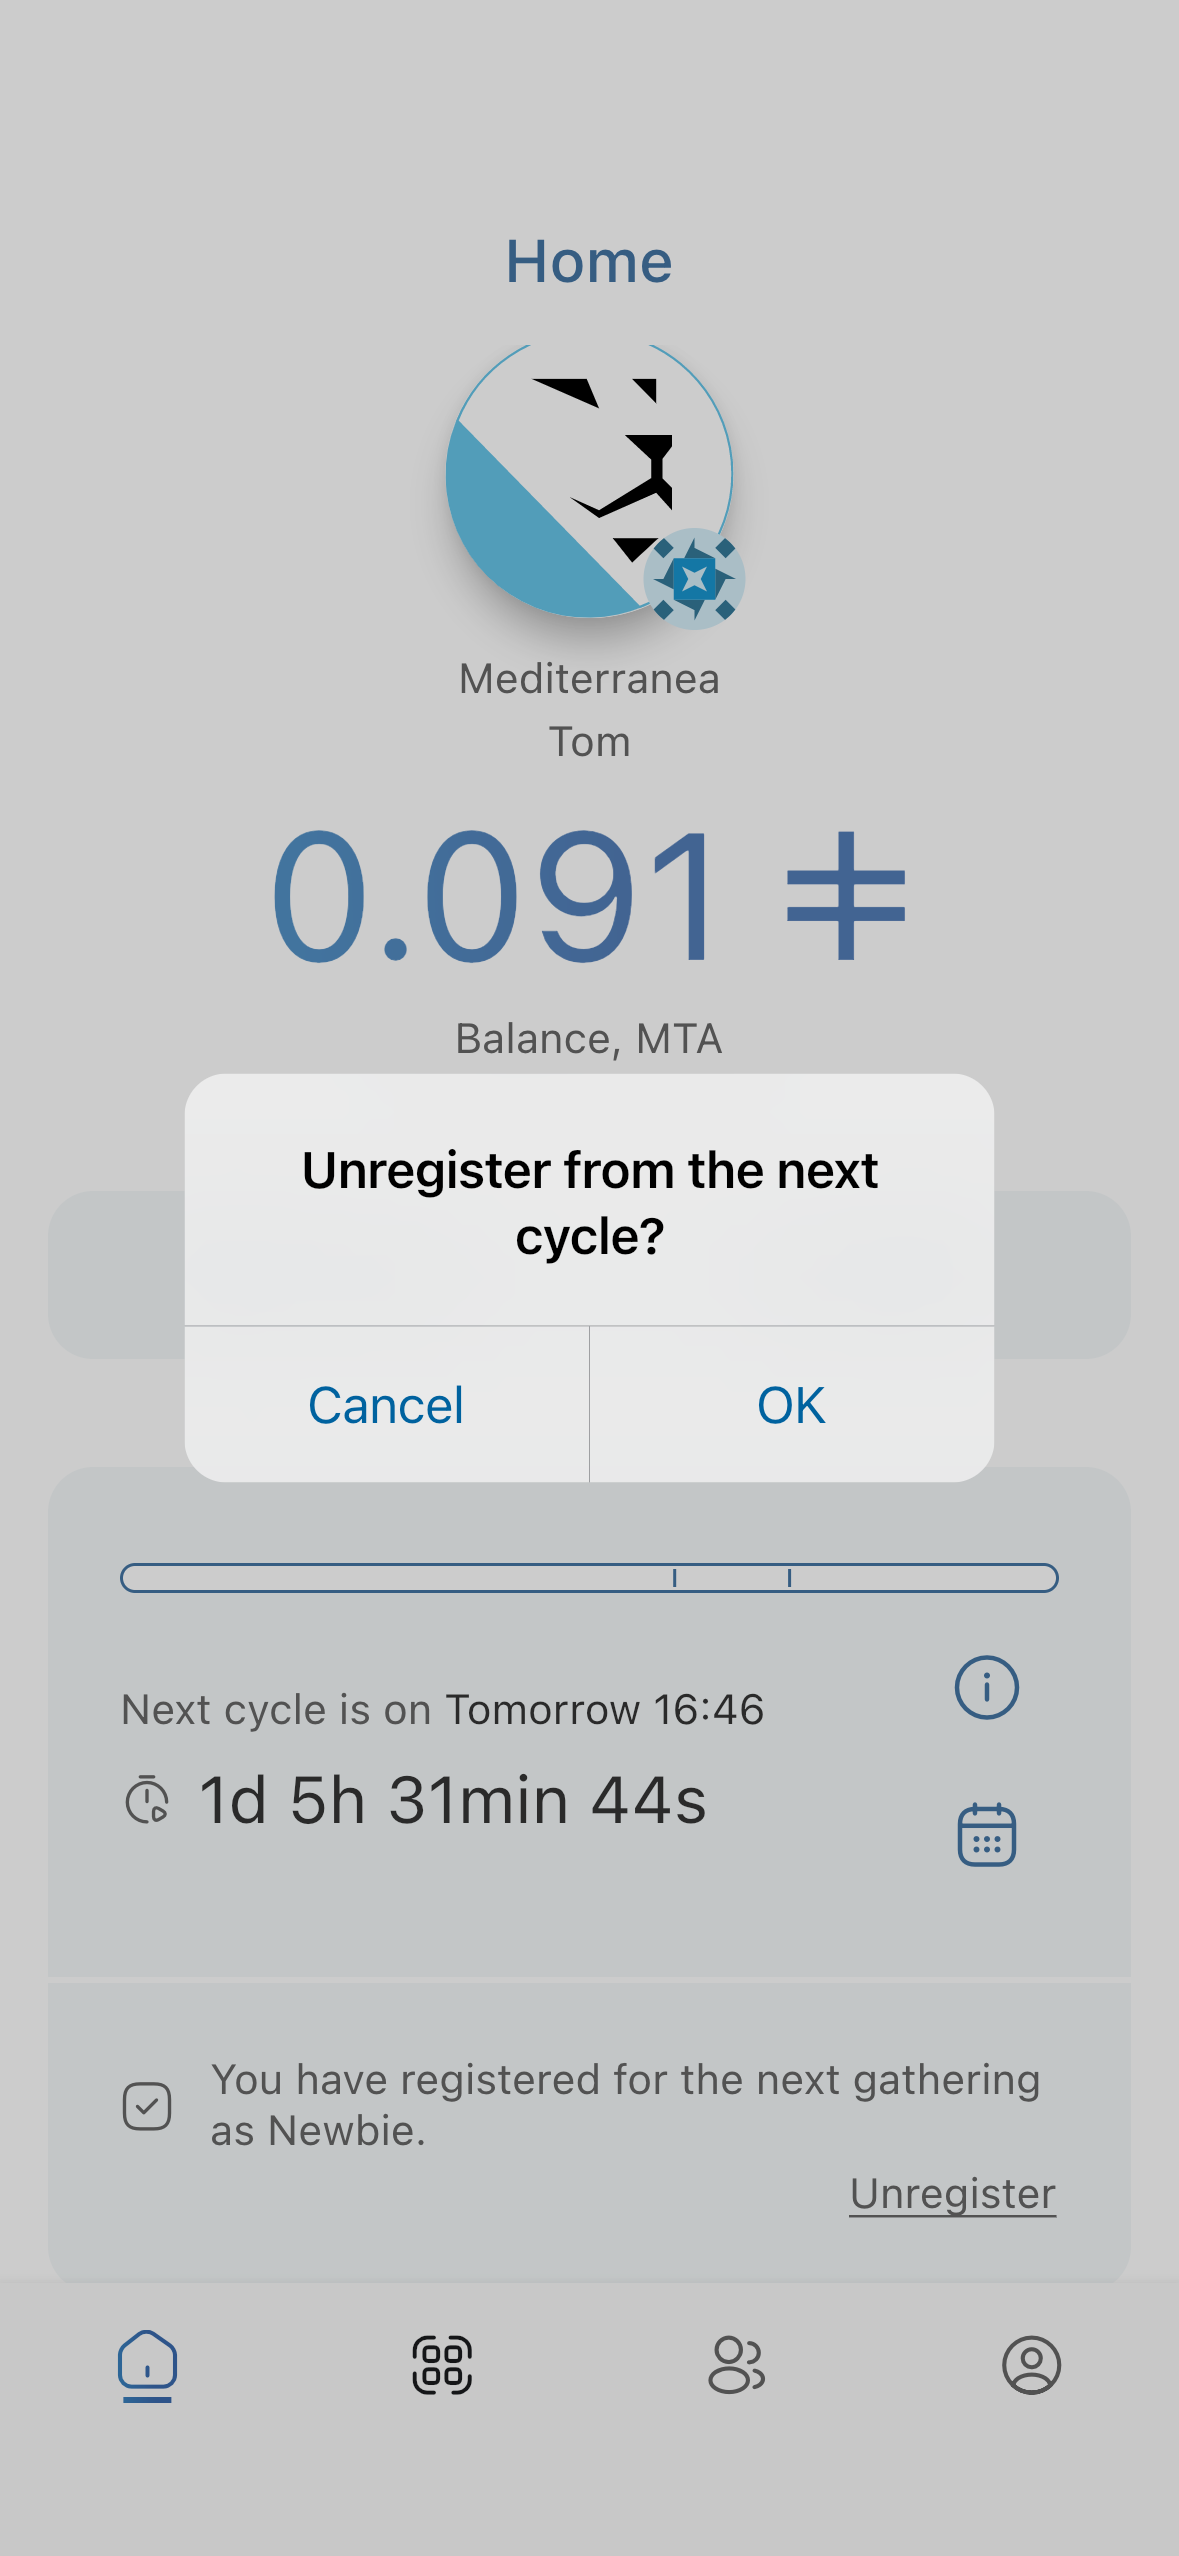 Home
Mediterranea
Tom
0.091 ␩
Balance, MTA
Unregister from the next
cycle?
Cancel
OK
Next cycle is on Tomorrow 16:46
1d 5h 31min 44s
You have registered for the next gathering
as Newbie.
Unregister